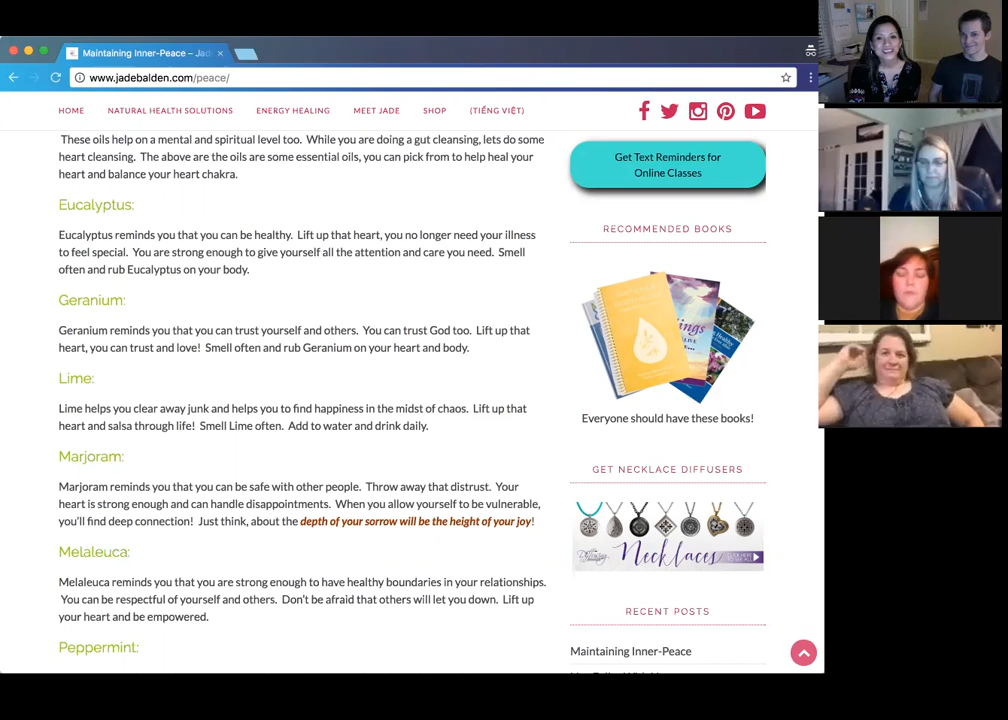 Maintaining Inner-Peace – Jad
www.jadebalden.com/peace/
HOME NATURAL HEALTH SOLUTIONS ENERGY HEALING MEET JADE SHOP (TIẾNG VIỆT)
These oils help on a mental and spiritual level too. While you are doing a gut cleansing, lets do some
heart cleansing. The above are the oils are some essential oils, you can pick from to help heal your
heart and balance your heart chakra.
Eucalyptus:
Eucalyptus reminds you that you can be healthy. Lift up that heart, you no longer need your illness
to feel special. You are strong enough to give yourself all the attention and care you need. Smell
often and rub Eucalyptus on your body.
Geranium:
Geranium reminds you that you can trust yourself and others. You can trust God too. Lift up that
heart, you can trust and love! Smell often and rub Geranium on your heart and body.
Lime:
Lime helps you clear away junk and helps you to find happiness in the midst of chaos. Lift up that
heart and salsa through life! Smell Lime often. Add to water and drink daily.
Marjoram:
Marjoram reminds you that you can be safe with other people. Throw away that distrust. Your
heart is strong enough and can handle disappointments. When you allow yourself to be vulnerable,
you'll find deep connection! Just think, about the depth of your sorrow will be the height of your joy!
Melaleuca:
Melaleuca reminds you that you are strong enough to have healthy boundaries in your relationships.
You can be respectful of yourself and others. Don't be afraid that others will let you down. Lift up
your heart and be empowered.
Peppermint:
Get Text Reminders for
Online Classes
RECOMMENDED BOOKS
Everyone should have these books!
GET NECKLACE DIFFUSERS
Necklaces
RECENT POSTS
Maintaining Inner-Peace